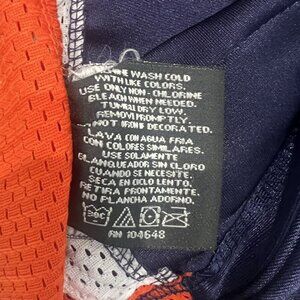 MACHINE WASH COLD
WITH LIKE COLORS.
USE ONLY NON-CHLORINE
BLEACH WHEN NEEDED.
TUMBLE DRY LOW.
REMOVE PROMPTLY.
DO NOT IRON IF DECORATED.
LAVA CON AGUA FRIA
CON COLORES SIMILARES.
USE SOLAMENTE
BLANQUEADOR SIN CLORO
CUANDO SE NECESITE.
SECA EN CICLO LENTO.
RETIRA PRONTAMENTE.
NO PLANCHA ADORNO.
RN 104648